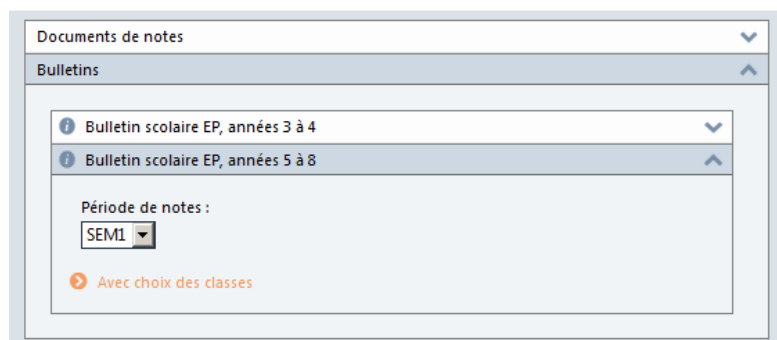 Documents de notes
Bulletins
Bulletin scolaire EP, années 3 à 4
Bulletin scolaire EP, années 5 à 8
Période de notes :
SEM1
Avec choix des classes